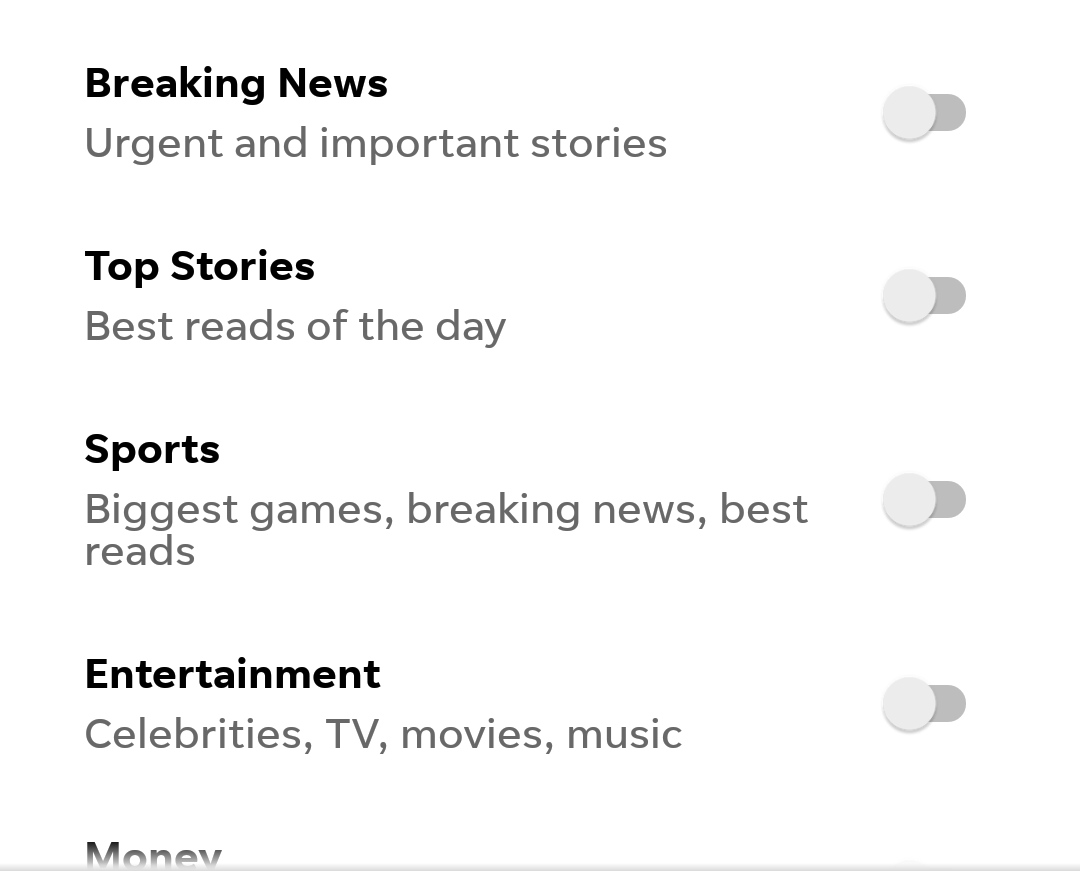 Breaking News
Urgent and important stories
Top Stories
Best reads of the day
Sports
Biggest games, breaking news, best
reads
Entertainment
Celebrities, TV, movies, music
Money